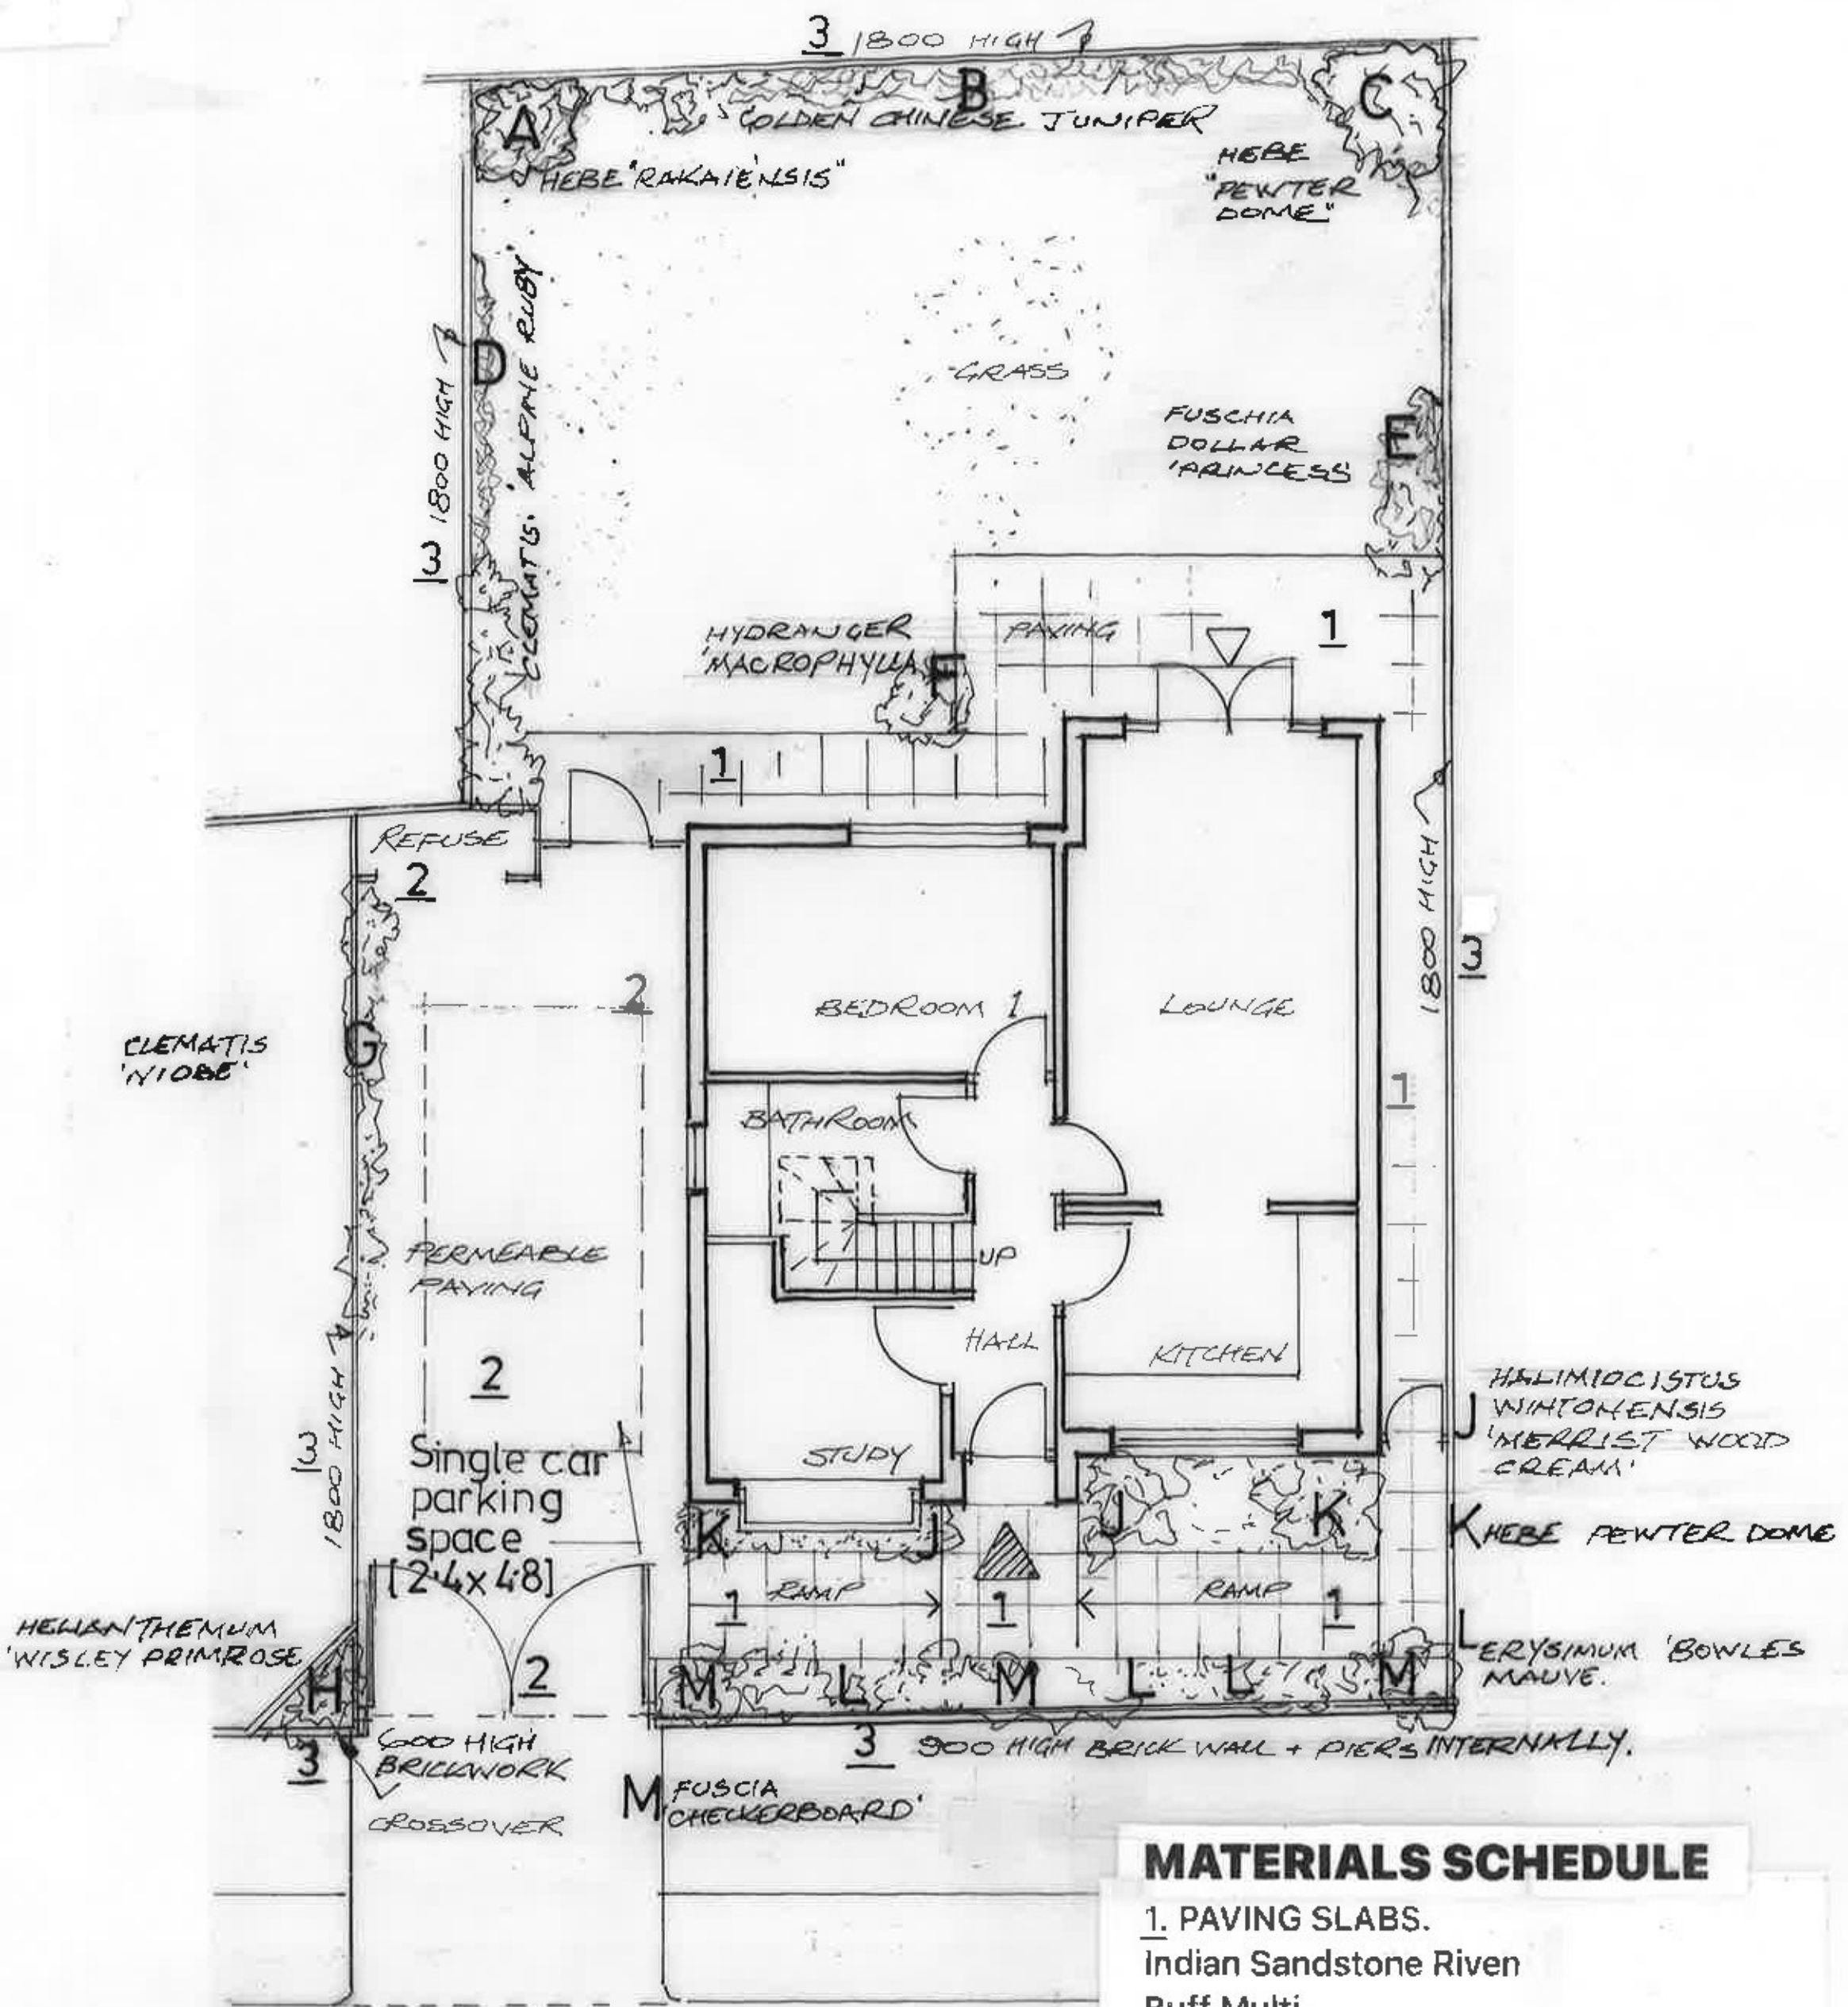 3 1800 HIGH
A
B
C
GOLDEN CHINESE JUNIPER
HEBE "RAKAIENSIS"
HEBE
"PEWTER
DOME"
D
CLEMATIS 'ALPINE RUBY'
3 1800 HIGH
GRASS
FUSCHIA
DOLLAR
'PRINCESS
E
HYDRANGER
'MACROPHYLLA
F
PAVING
1
1
REFUSE
2
1800 HIGH
3
2
BEDROOM 1
LOUNGE
CLEMATIS
'NIOBE'
G
1
BATHROOM
PERMEABLE
PAVING
UP
HALL
KITCHEN
2
3 1800 HIGH
Single car
parking
space
[2·4x4·8]
STUDY
J HALIMIOCISTUS
WINTONENSIS
'MERRIST WOOD
CREAM'
K
J
J
K
K HEBE PEWTER DOME
RAMP
RAMP
1
1
1
HELIANTHEMUM
'WISLEY PRIMROSE
H
2
M
L
M
L
L
M
L ERYSIMUM 'BOWLES
MAUVE.
3
600 HIGH
BRICKWORK
3 900 HIGH BRICK WALL + PIERS INTERNALLY.
CROSSOVER
M FUSCIA
'CHECKERBOARD'
MATERIALS SCHEDULE
1. PAVING SLABS.
Indian Sandstone Riven
Buff Multi